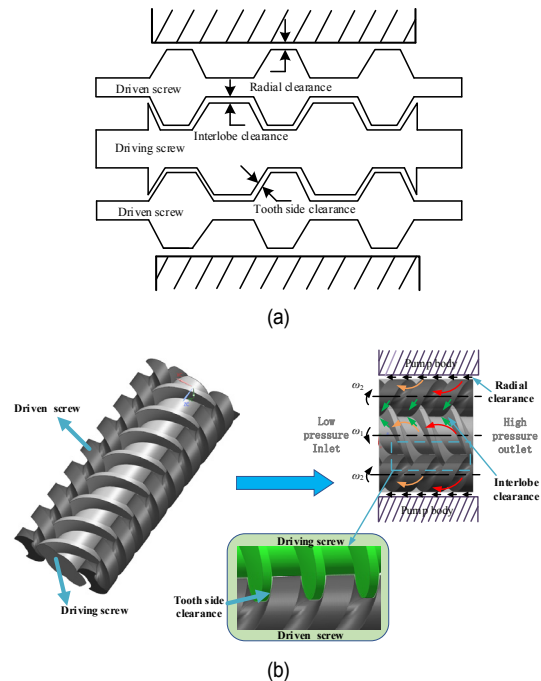 Driven screw
Radial clearance
Interlobe clearance
Driving screw
Driven screw
Tooth side clearance
(a)
Driven screw
Driving screw
Pump body
Radial
clearance
ω2
Low
pressure
Inlet
ω1
High
pressure
outlet
ω2
Interlobe
clearance
Pump body
Driving screw
Tooth side
clearance
Driven screw
(b)